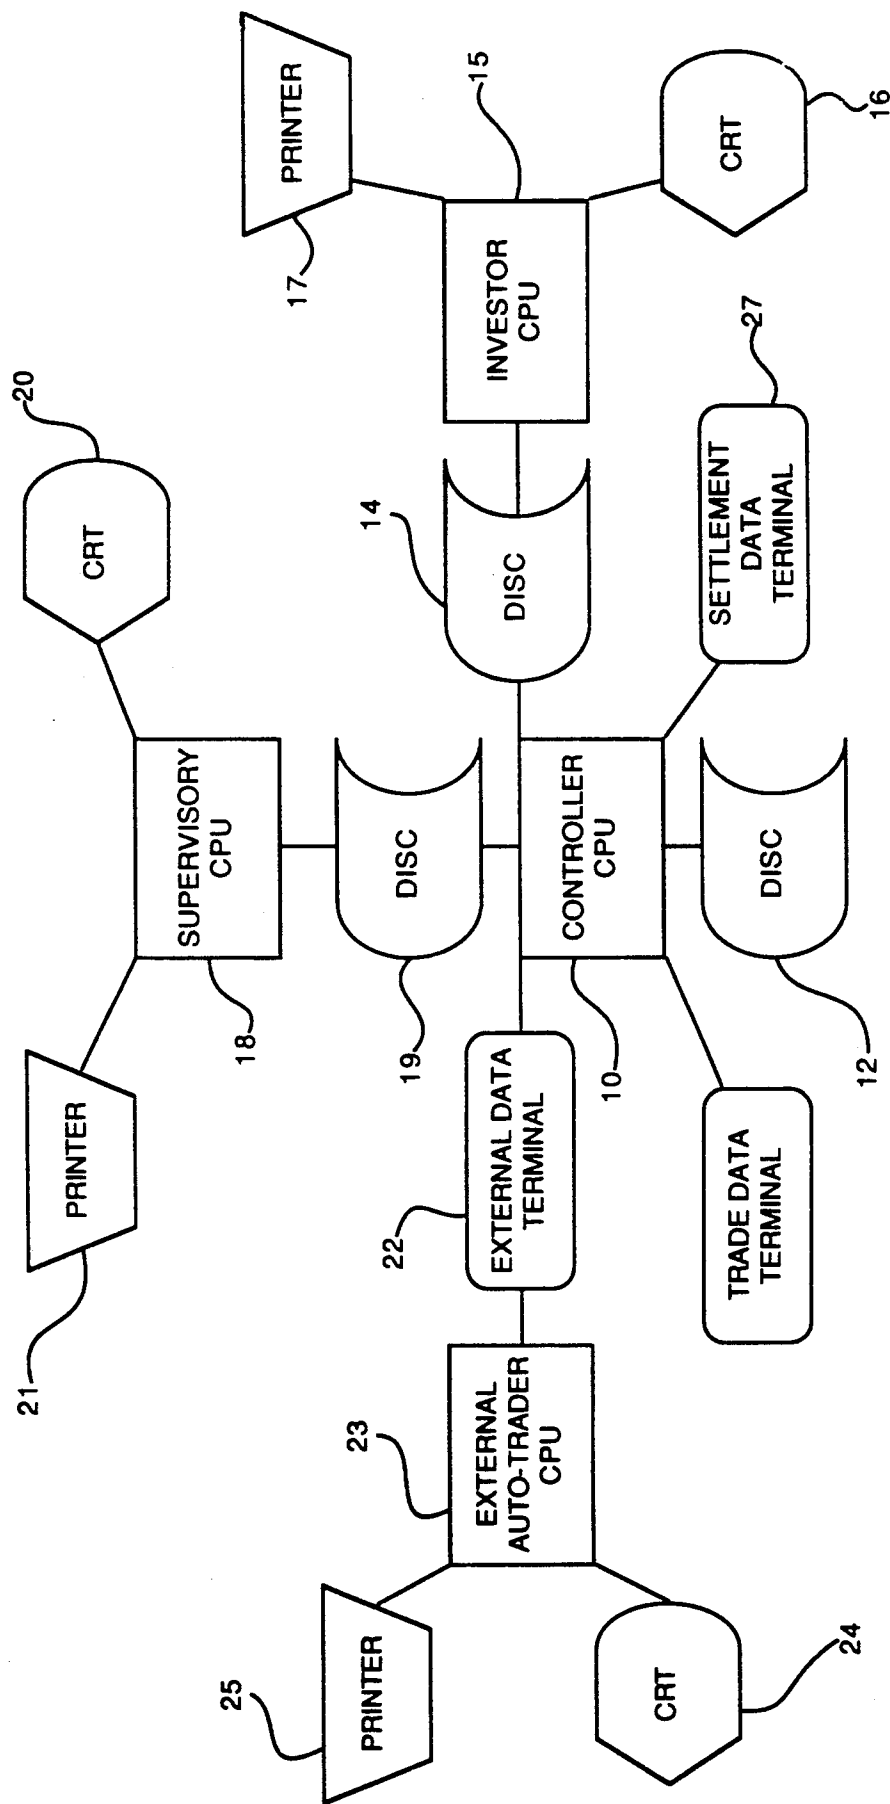 PRINTER
21
SUPERVISORY
CPU
18
CRT
20
DISC
19
PRINTER
25
EXTERNAL
AUTO-TRADER
CPU
23
CRT
24
EXTERNAL DATA
TERMINAL
22
CONTROLLER
CPU
10
DISC
14
INVESTOR
CPU
15
PRINTER
17
CRT
16
TRADE DATA
TERMINAL
DISC
12
SETTLEMENT
DATA
TERMINAL
27